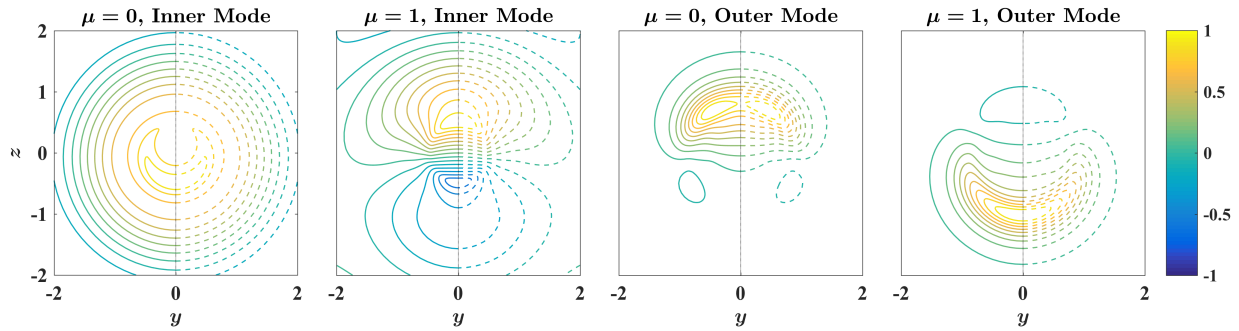 μ = 0, Inner Mode
μ = 1, Inner Mode
μ = 0, Outer Mode
μ = 1, Outer Mode
2
1
0
-1
-2
z
-2 0 2
y
-2 0 2
y
-2 0 2
y
-2 0 2
y
1
0.5
0
-0.5
-1